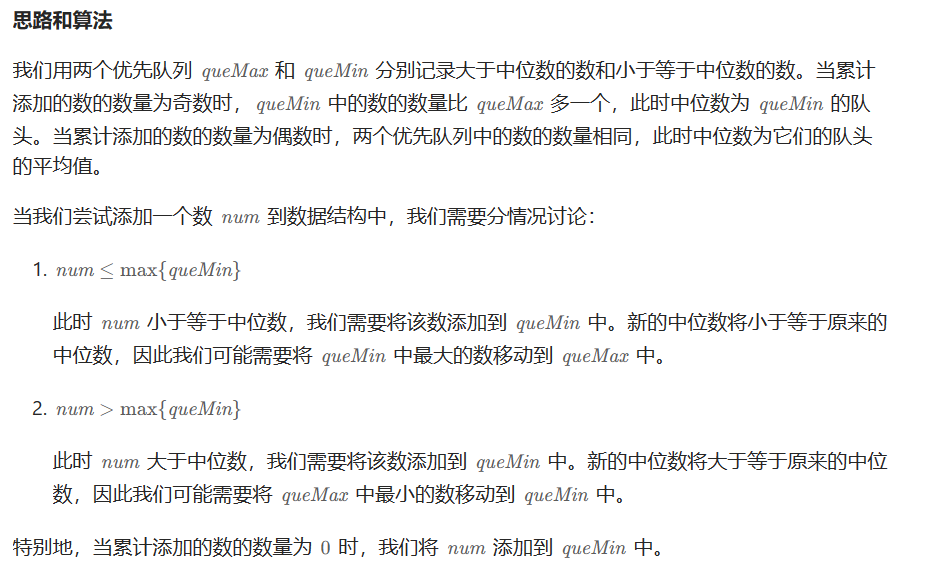 思路和算法
我们用两个优先队列 queMax 和 queMin 分别记录大于中位数的数和小于等于中位数的数。当累计
添加的数的数量为奇数时，queMin 中的数的数量比 queMax 多一个，此时中位数为 queMin 的队
头。当累计添加的数的数量为偶数时，两个优先队列中的数的数量相同，此时中位数为它们的队头
的平均值。
当我们尝试添加一个数 num 到数据结构中，我们需要分情况讨论：
1. num ≤ max{queMin}
此时 num 小于等于中位数，我们需要将该数添加到 queMin 中。新的中位数将小于等于原来的
中位数，因此我们可能需要将 queMin 中最大的数移动到 queMax 中。
2. num > max{queMin}
此时 num 大于中位数，我们需要将该数添加到 queMin 中。新的中位数将大于等于原来的中位
数，因此我们可能需要将 queMax 中最小的数移动到 queMin 中。
特别地，当累计添加的数的数量为 0 时，我们将 num 添加到 queMin 中。